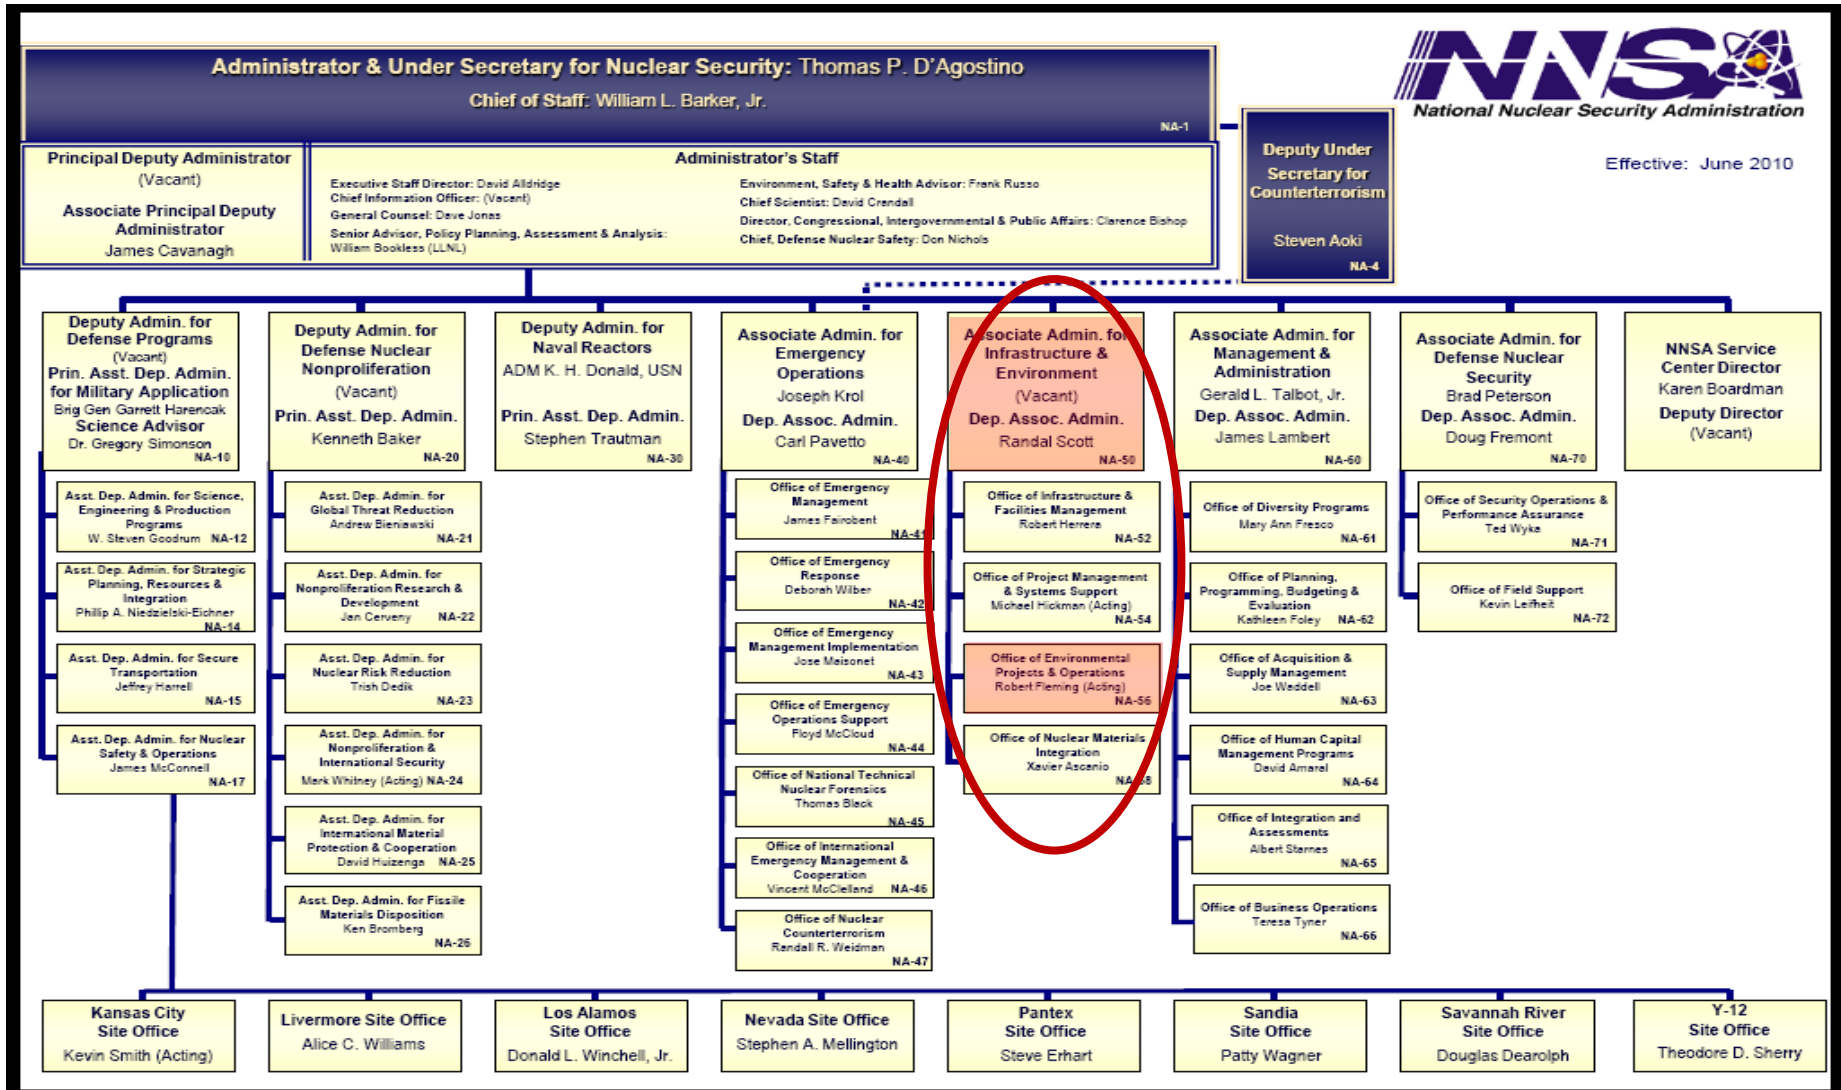 Administrator & Under Secretary for Nuclear Security: Thomas P. D'Agostino
Chief of Staff: William L. Barker, Jr.
NA-1
NNSA
National Nuclear Security Administration
Effective: June 2010
Deputy Under
Secretary for
Counterterrorism
Steven Aoki
NA-4
Principal Deputy Administrator
(Vacant)
Associate Principal Deputy
Administrator
James Cavanagh
Administrator's Staff
Executive Staff Director: David Alldridge
Chief Information Officer: (Vacant)
General Counsel: Dave Jonas
Senior Advisor, Policy Planning, Assessment & Analysis:
William Bookless (LLNL)
Environment, Safety & Health Advisor: Frank Russo
Chief Scientist: David Crandall
Director, Congressional, Intergovernmental & Public Affairs: Clarence Bishop
Chief, Defense Nuclear Safety: Don Nichols
Deputy Admin. for
Defense Programs
(Vacant)
Prin. Asst. Dep. Admin.
for Military Application
Brig Gen Garrett Harencak
Science Advisor
Dr. Gregory Simonson
NA-10
Asst. Dep. Admin. for Science,
Engineering & Production
Programs
W. Steven Goodrum NA-12
Asst. Dep. Admin. for Strategic
Planning, Resources &
Integration
Phillip A. Niedzielski-Eichner
NA-14
Asst. Dep. Admin. for Secure
Transportation
Jeffrey Harrell
NA-15
Asst. Dep. Admin. for Nuclear
Safety & Operations
James McConnell
NA-17
Deputy Admin. for
Defense Nuclear
Nonproliferation
(Vacant)
Prin. Asst. Dep. Admin.
Kenneth Baker
NA-20
Asst. Dep. Admin. for
Global Threat Reduction
Andrew Bieniawski
NA-21
Asst. Dep. Admin. for
Nonproliferation Research &
Development
Jan Cerveny NA-22
Asst. Dep. Admin. for
Nuclear Risk Reduction
Trish Dedik
NA-23
Asst. Dep. Admin. for
Nonproliferation &
International Security
Mark Whitney (Acting) NA-24
Asst. Dep. Admin. for
International Material
Protection & Cooperation
David Huizenga NA-25
Asst. Dep. Admin. for Fissile
Materials Disposition
Ken Bromberg
NA-26
Deputy Admin. for
Naval Reactors
ADM K. H. Donald, USN
Prin. Asst. Dep. Admin.
Stephen Trautman
NA-30
Associate Admin. for
Emergency
Operations
Joseph Krol
Dep. Assoc. Admin.
Carl Pavetto
NA-40
Office of Emergency
Management
James Fairobent
NA-41
Office of Emergency
Response
Deborah Wilber
NA-42
Office of Emergency
Management Implementation
Jose Maisonet
NA-43
Office of Emergency
Operations Support
Floyd McCloud
NA-44
Office of National Technical
Nuclear Forensics
Thomas Black
NA-45
Office of International
Emergency Management &
Cooperation
Vincent McClelland NA-46
Office of Nuclear
Counterterrorism
Randall R. Weidman
NA-47
Associate Admin. for
Infrastructure &
Environment
(Vacant)
Dep. Assoc. Admin.
Randal Scott
NA-50
Office of Infrastructure &
Facilities Management
Robert Herrera
NA-52
Office of Project Management
& Systems Support
Michael Hickman (Acting)
NA-54
Office of Environmental
Projects & Operations
Robert Fleming (Acting)
NA-56
Office of Nuclear Materials
Integration
Xavier Ascanio
NA-58
Associate Admin. for
Management &
Administration
Gerald L. Talbot, Jr.
Dep. Assoc. Admin.
James Lambert
NA-60
Office of Diversity Programs
Mary Ann Fresco
NA-61
Office of Planning,
Programming, Budgeting &
Evaluation
Kathleen Foley NA-62
Office of Acquisition &
Supply Management
Joe Waddell
NA-63
Office of Human Capital
Management Programs
David Amaral
NA-64
Office of Integration and
Assessments
Albert Starnes
NA-65
Office of Business Operations
Teresa Tyner
NA-66
Associate Admin. for
Defense Nuclear
Security
Brad Peterson
Dep. Assoc. Admin.
Doug Fremont
NA-70
Office of Security Operations &
Performance Assurance
Ted Wyka
NA-71
Office of Field Support
Kevin Leifheit
NA-72
NNSA Service
Center Director
Karen Boardman
Deputy Director
(Vacant)
Kansas City
Site Office
Kevin Smith (Acting)
Livermore Site Office
Alice C. Williams
Los Alamos
Site Office
Donald L. Winchell, Jr.
Nevada Site Office
Stephen A. Mellington
Pantex
Site Office
Steve Erhart
Sandia
Site Office
Patty Wagner
Savannah River
Site Office
Douglas Dearolph
Y-12
Site Office
Theodore D. Sherry